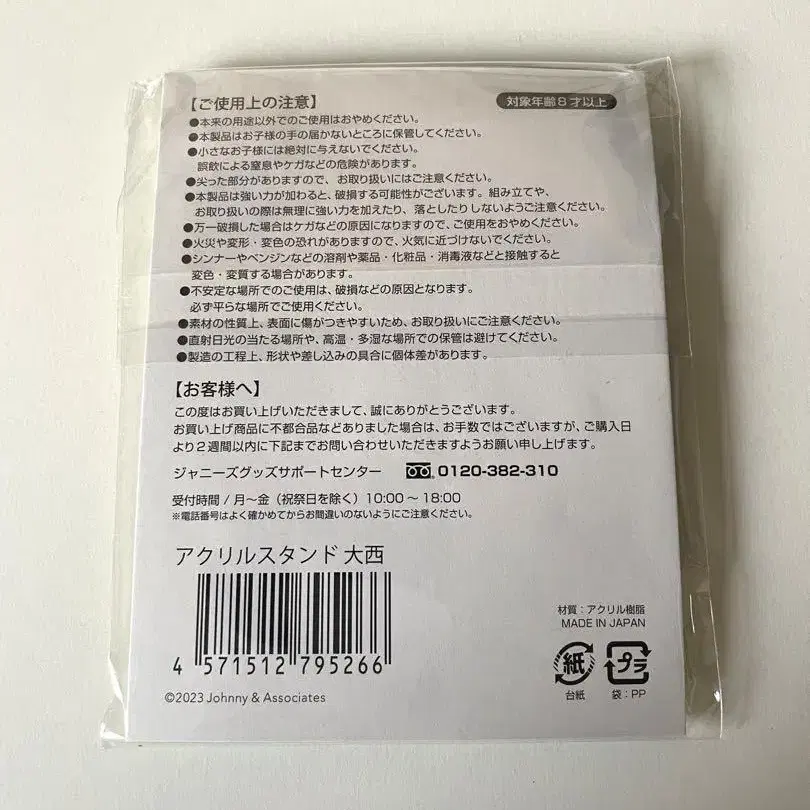 【ご使用上の注意】
対象年齢8才以上
●本来の用途以外でのご使用はおやめください。
●本製品はお子様の手の届かないところに保管してください。
●小さなお子様には絶対に与えないでください。
誤飲による窒息やケガなどの危険があります。
●尖った部分がありますので、お取り扱いにはご注意ください。
●本製品は強い力が加わると、破損する可能性がございます。組み立てや、
お取り扱いの際は無理に強い力を加えたり、落としたりしないようご注意ください。
●万一破損した場合はケガなどの原因になりますので、ご使用をおやめください。
●火災や変形・変色の恐れがありますので、火気に近づけないでください。
●シンナーやベンジンなどの溶剤や薬品・化粧品・消毒液などと接触すると
変色・変質する場合があります。
●不安定な場所でのご使用は、破損などの原因となります。
必ず平らな場所でご使用ください。
●素材の性質上、表面に傷がつきやすいため、お取り扱いにご注意ください。
●直射日光の当たる場所や、高温・多湿な場所での保管は避けてください。
●製造の工程上、形状や差し込みの具合に個体差があります。
【お客様へ】
この度はお買い上げいただきまして、誠にありがとうございます。
お買い上げ商品に不都合品などありました場合は、お手数ではございますが、ご購入日
より2週間以内に下記までお問い合わせいただきますようお願い申し上げます。
ジャニーズグッズサポートセンター 0120-382-310
受付時間 / 月～金（祝祭日を除く）10:00～18:00
※電話番号はよく確かめてからお間違いのないようにご注意ください。
アクリルスタンド 大西
4 571512 795266
©2023 Johnny & Associates
材質：アクリル樹脂
MADE IN JAPAN
紙 プラ
台紙 袋：PP